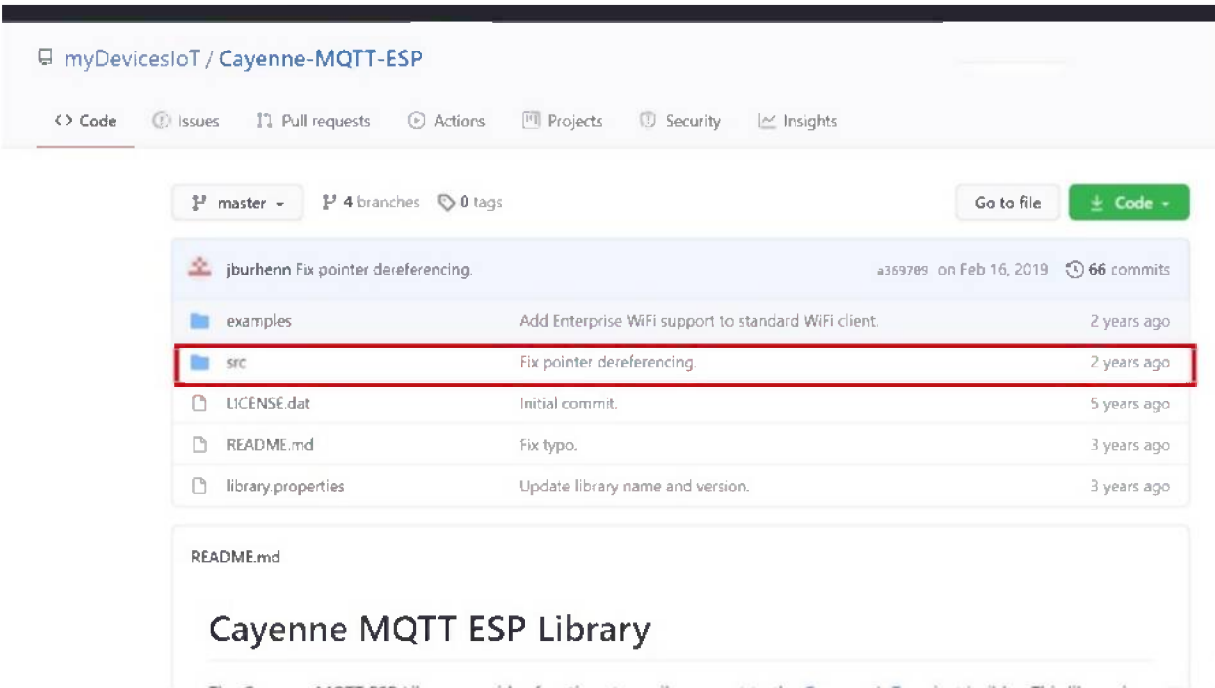 myDevicesIoT / Cayenne-MQTT-ESP
Code Issues Pull requests Actions Projects Security Insights
master 4 branches 0 tags Go to file Code
jburhenn Fix pointer dereferencing. a369789 on Feb 16, 2019 66 commits
examples Add Enterprise WiFi support to standard WiFi client. 2 years ago
src Fix pointer dereferencing. 2 years ago
LICENSE.dat Initial commit. 5 years ago
README.md Fix typo. 3 years ago
library.properties Update library name and version. 3 years ago
README.md
Cayenne MQTT ESP Library